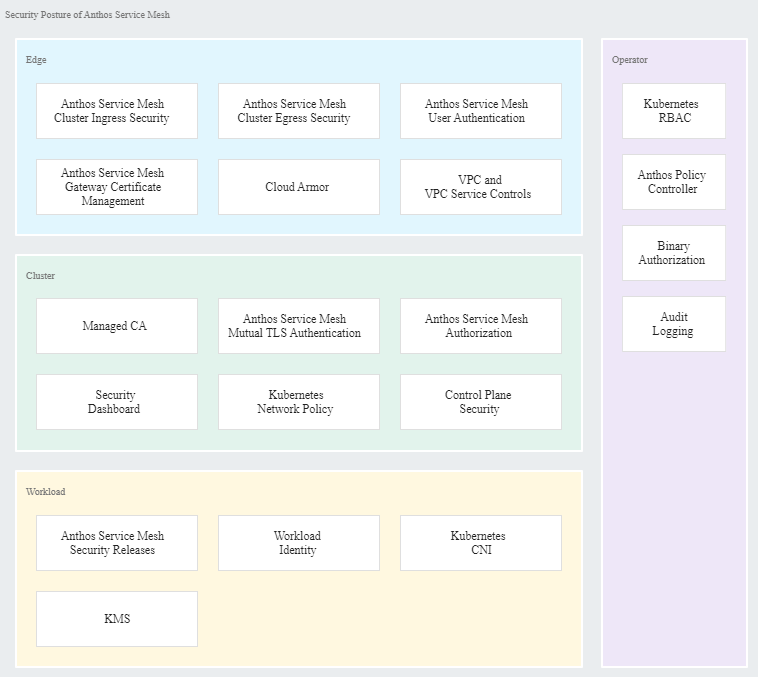 Security Posture of Anthos Service Mesh
Edge
Anthos Service Mesh
Cluster Ingress Security
Anthos Service Mesh
Cluster Egress Security
Anthos Service Mesh
User Authentication
Anthos Service Mesh
Gateway Certificate
Management
Cloud Armor
VPC and
VPC Service Controls
Cluster
Managed CA
Anthos Service Mesh
Mutual TLS Authentication
Anthos Service Mesh
Authorization
Security
Dashboard
Kubernetes
Network Policy
Control Plane
Security
Workload
Anthos Service Mesh
Security Releases
Workload
Identity
Kubernetes
CNI
KMS
Operator
Kubernetes
RBAC
Anthos Policy
Controller
Binary
Authorization
Audit
Logging